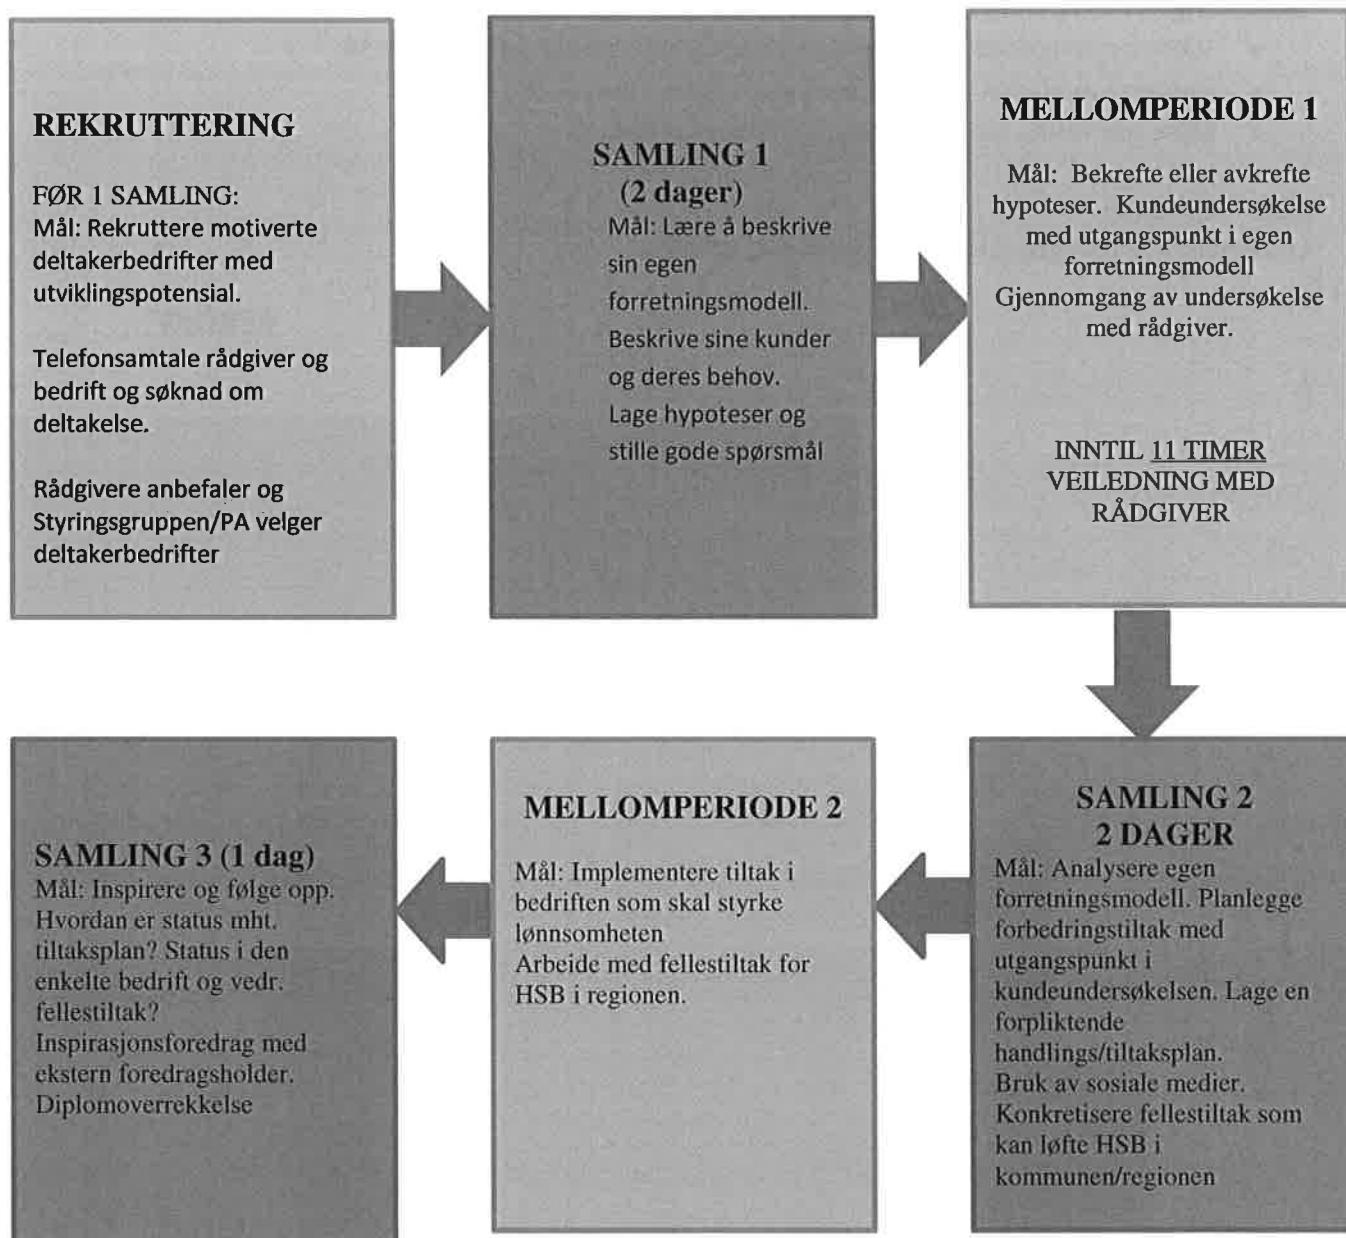 REKRUTTERING
FØR 1 SAMLING:
Mål: Rekruttere motiverte
deltakerbedrifter med
utviklingspotensial.
Telefonsamtale rådgiver og
bedrift og søknad om
deltakelse.
Rådgivere anbefaler og
Styringsgruppen/PA velger
deltakerbedrifter
SAMLING 1
(2 dager)
Mål: Lære å beskrive
sin egen
forretningsmodell.
Beskrive sine kunder
og deres behov.
Lage hypoteser og
stille gode spørsmål
MELLOMPERIODE 1
Mål: Bekrefte eller avkrefte
hypoteser. Kundeundersøkelse
med utgangspunkt i egen
forretningsmodell
Gjennomgang av undersøkelse
med rådgiver.
INNTIL 11 TIMER
VEILEDNING MED
RÅDGIVER
SAMLING 2
2 DAGER
Mål: Analysere egen
forretningsmodell. Planlegge
forbedringstiltak med
utgangspunkt i
kundeundersøkelsen. Lage en
forpliktende
handlings/tiltaksplan.
Bruk av sosiale medier.
Konkretisere fellestiltak som
kan løfte HSB i
kommunen/regionen
MELLOMPERIODE 2
Mål: Implementere tiltak i
bedriften som skal styrke
lønnsomheten
Arbeide med fellestiltak for
HSB i regionen.
SAMLING 3 (1 dag)
Mål: Inspirere og følge opp.
Hvordan er status mht.
tiltaksplan? Status i den
enkelte bedrift og vedr.
fellestiltak?
Inspirasjonsforedrag med
ekstern foredragsholder.
Diplomoverrekkelse